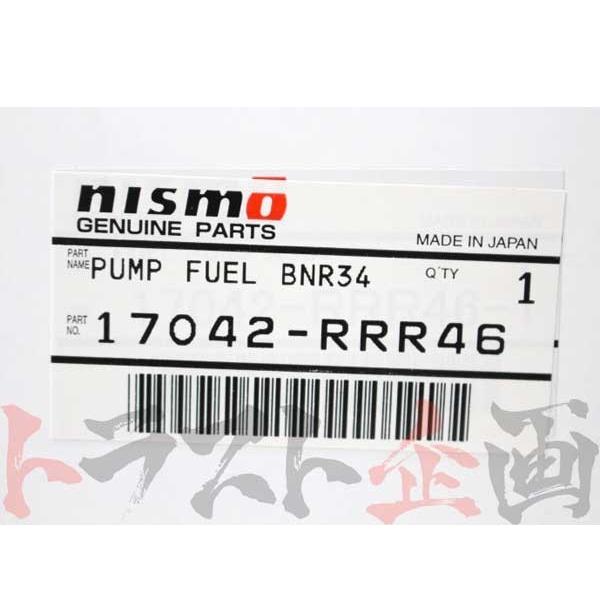 nismo
GENUINE PARTS
MADE IN JAPAN
PART NAME PUMP FUEL BNR34 Q'TY 1
PART NO. 17042-RRR46
トラスト企画